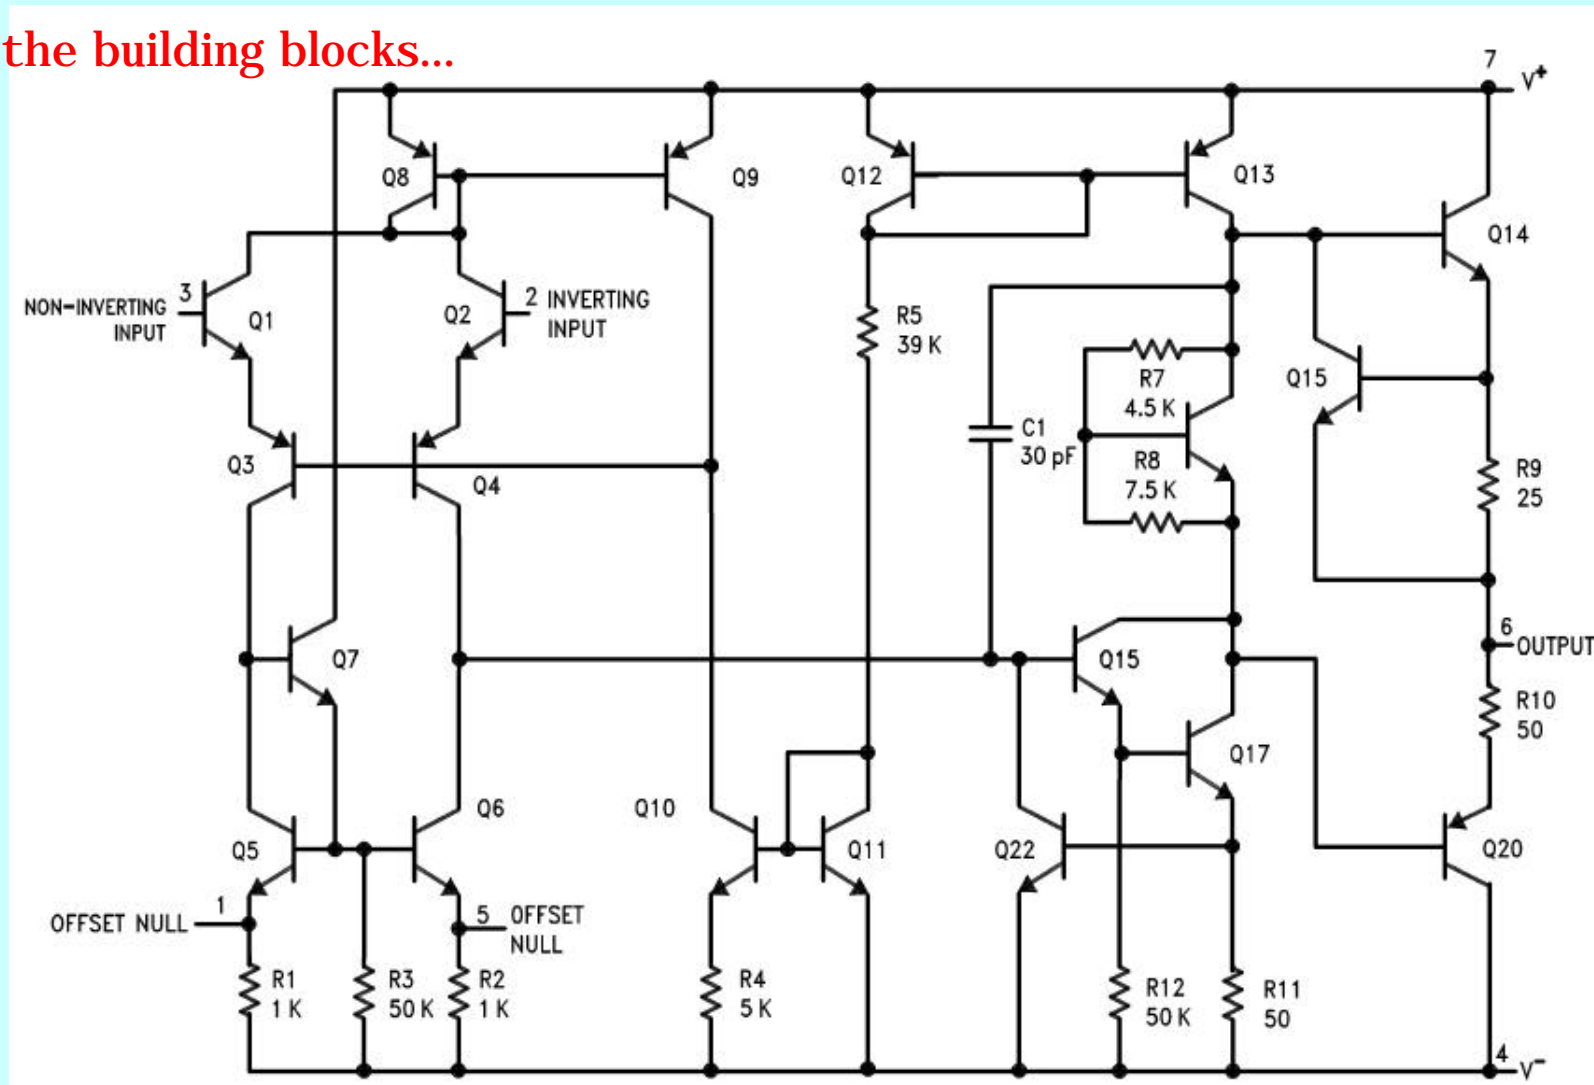 the building blocks...
7
V+
Q8
Q9
Q12
Q13
Q14
3
NON-INVERTING
INPUT
Q1
Q2
2 INVERTING
INPUT
R5
39 K
R7
4.5 K
Q15
C1
30 pF
R8
7.5 K
Q3
Q4
R9
25
Q7
Q15
6
OUTPUT
R10
50
Q17
Q5
Q6
Q10
Q11
Q22
Q20
1
OFFSET NULL
5 OFFSET
NULL
R1
1 K
R3
50 K
R2
1 K
R4
5 K
R12
50 K
R11
50
4
V-